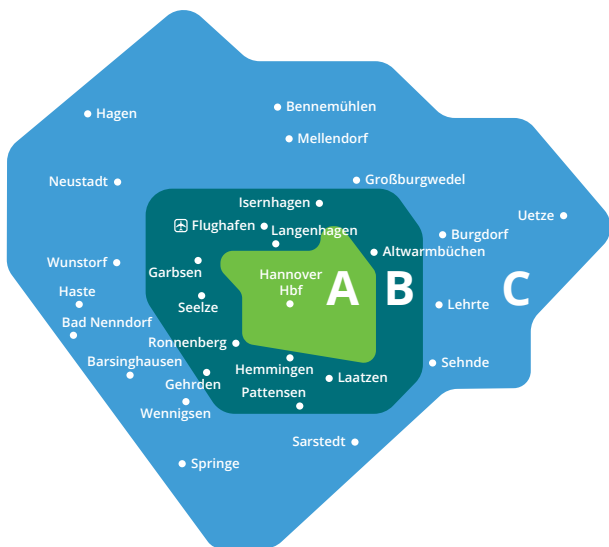 Bennemühlen
Hagen
Mellendorf
Großburgwedel
Neustadt
Isernhagen
Uetze
Flughafen
Langenhagen
Burgdorf
Altwarmbüchen
Wunstorf
Garbsen
Hannover
Hbf
A
B
C
Haste
Seelze
Lehrte
Bad Nenndorf
Ronnenberg
Barsinghausen
Hemmingen
Sehnde
Gehrden
Laatzen
Pattensen
Wennigsen
Sarstedt
Springe